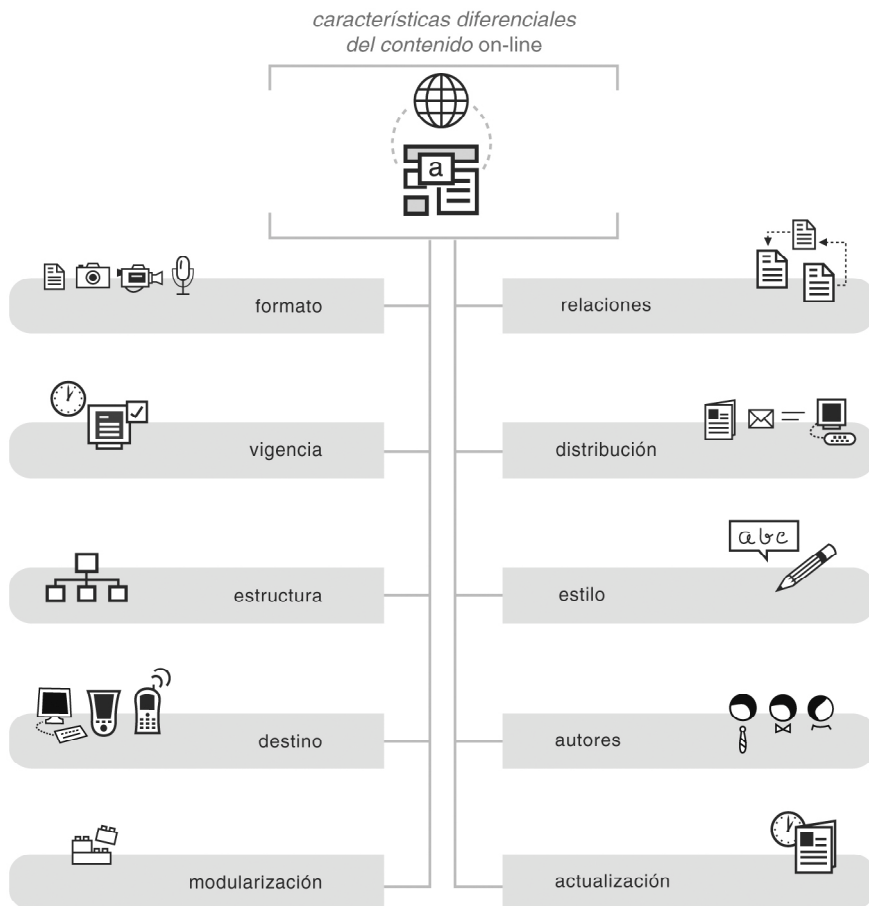 características diferenciales
del contenido on-line
a
formato
relaciones
vigencia
distribución
abc
estructura
estilo
destino
autores
modularización
actualización